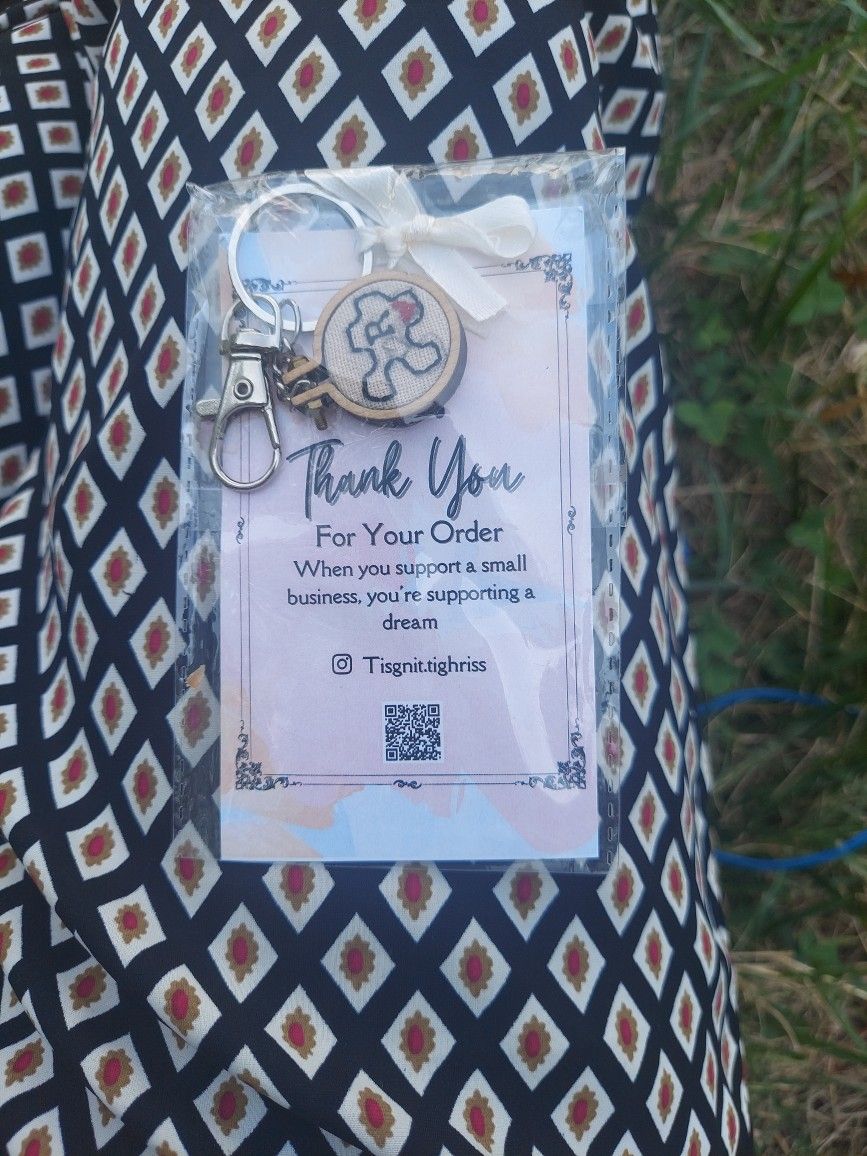 R
Thank You
For Your Order
When you support a small
business, you're supporting a
dream
Tisgnit.tighriss